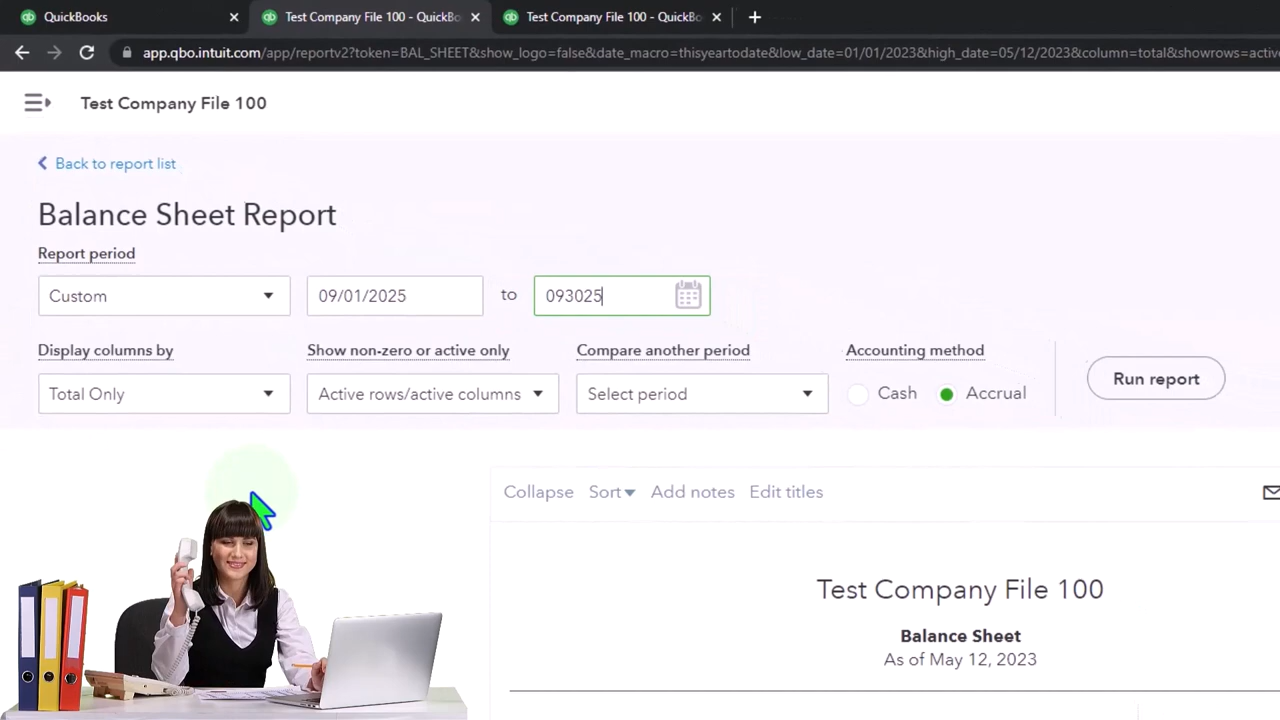 QuickBooks
Test Company File 100 - QuickBo
Test Company File 100 - QuickBo
app.qbo.intuit.com/app/reportv2?token=BAL_SHEET&show_logo=false&date_macro=thisyeartodate&low_date=01/01/2023&high_date=05/12/2023&column=total&showrows=active
Test Company File 100
Back to report list
Balance Sheet Report
Report period
Custom 09/01/2025 to 093025
Display columns by Show non-zero or active only Compare another period Accounting method
Total Only Active rows/active columns Select period Cash Accrual Run report
Collapse Sort Add notes Edit titles
Test Company File 100
Balance Sheet
As of May 12, 2023